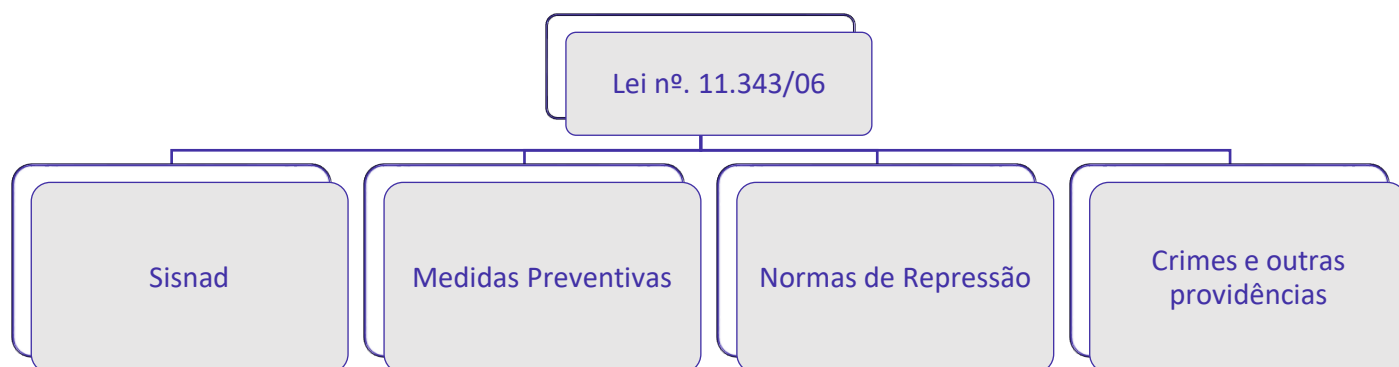 Lei nº. 11.343/06
Sisnad
Medidas Preventivas
Normas de Repressão
Crimes e outras
providências